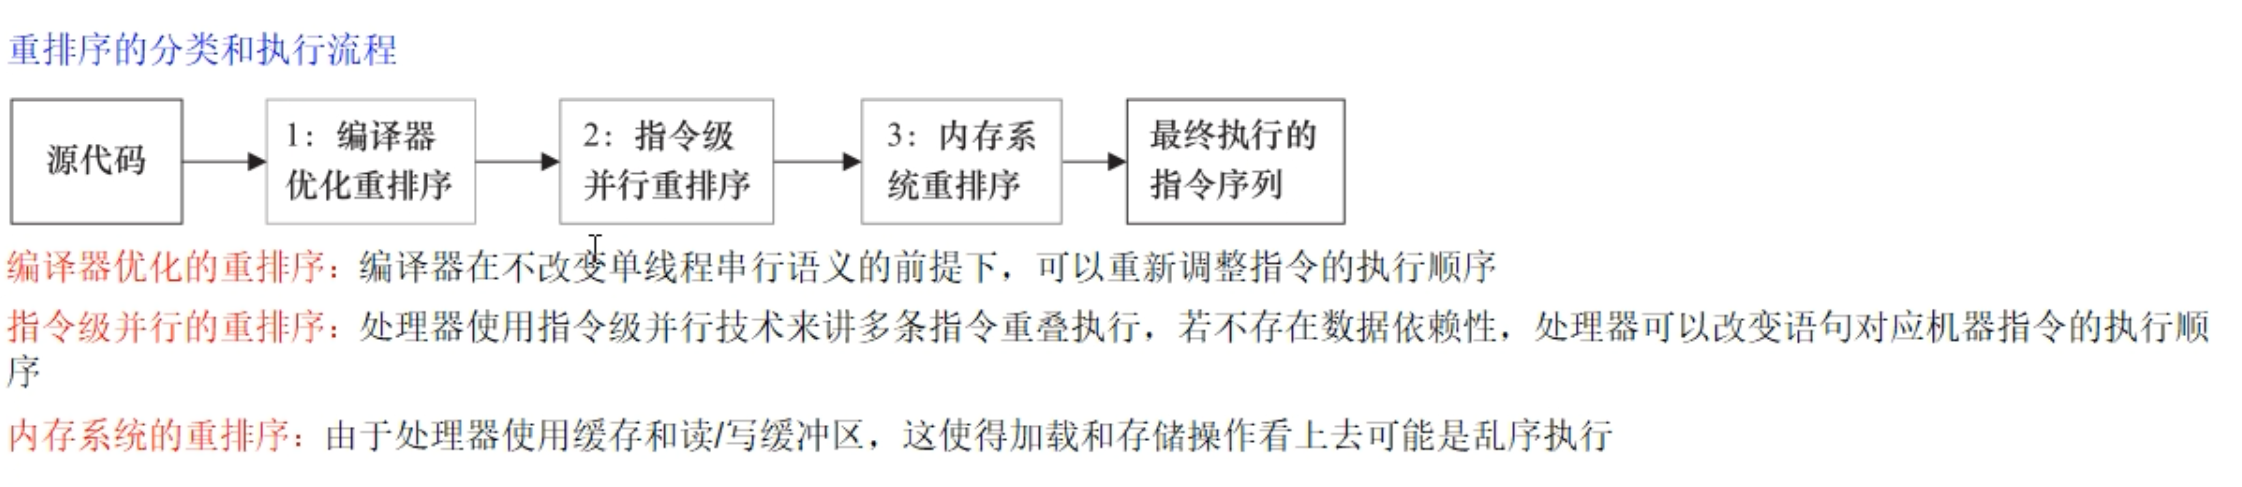 重排序的分类和执行流程
源代码
1：编译器
优化重排序
2：指令级
并行重排序
3：内存系
统重排序
最终执行的
指令序列
编译器优化的重排序：编译器在不改变单线程串行语义的前提下，可以重新调整指令的执行顺序
指令级并行的重排序：处理器使用指令级并行技术来讲多条指令重叠执行，若不存在数据依赖性，处理器可以改变语句对应机器指令的执行顺
序
内存系统的重排序：由于处理器使用缓存和读/写缓冲区，这使得加载和存储操作看上去可能是乱序执行